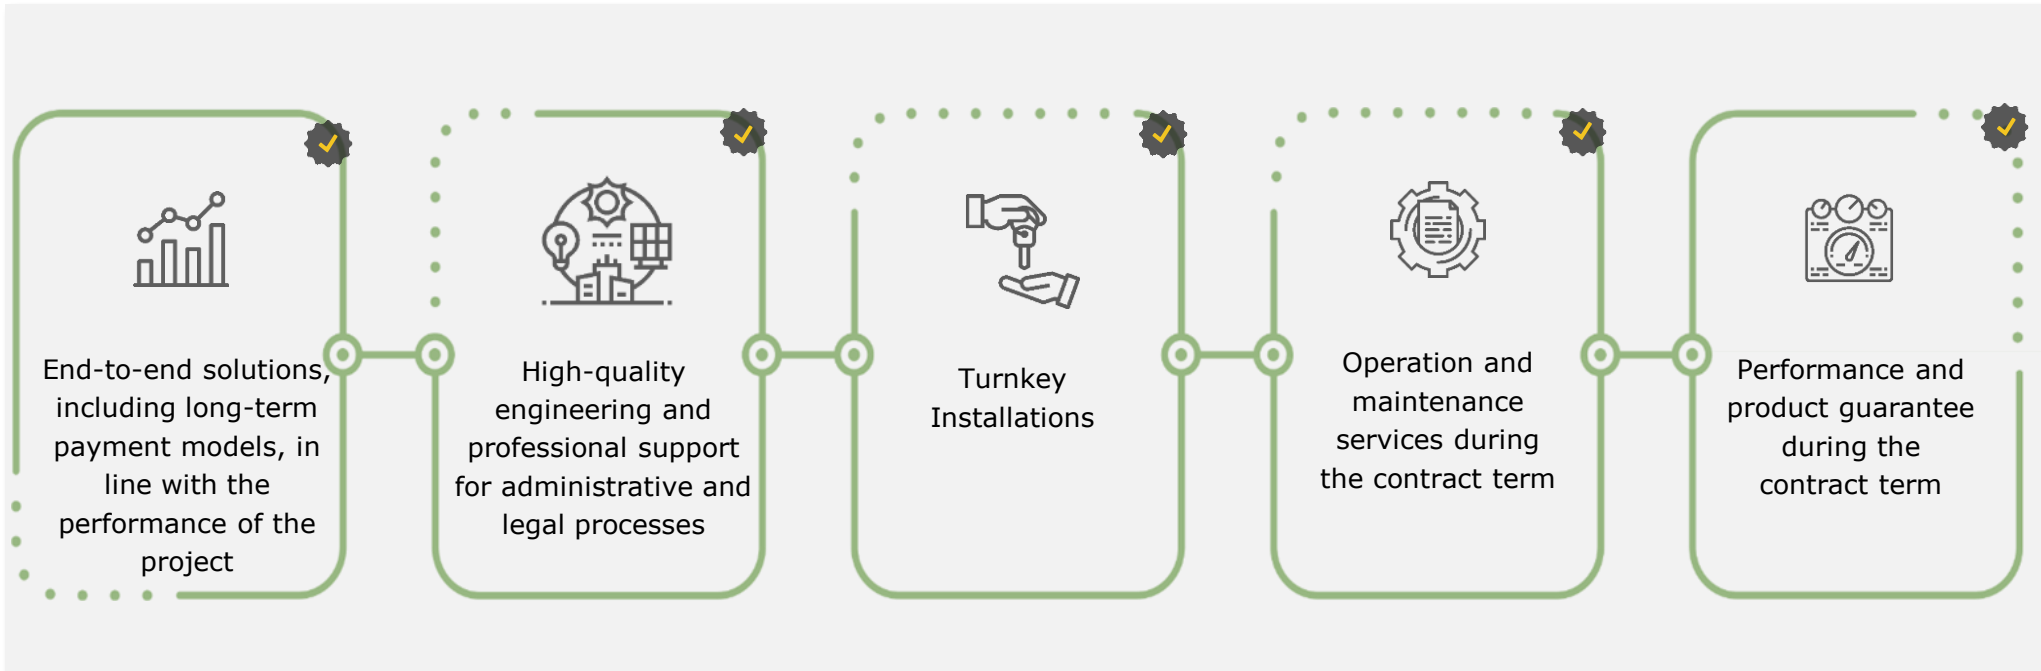 End-to-end solutions,
including long-term
payment models, in
line with the
performance of the
project
High-quality
engineering and
professional support
for administrative and
legal processes
Turnkey
Installations
Operation and
maintenance
services during
the contract term
Performance and
product guarantee
during the
contract term